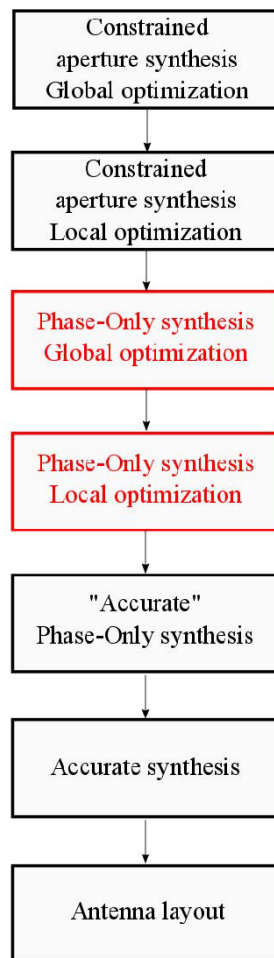 Constrained
aperture synthesis
Global optimization
Constrained
aperture synthesis
Local optimization
Phase-Only synthesis
Global optimization
Phase-Only synthesis
Local optimization
"Accurate"
Phase-Only synthesis
Accurate synthesis
Antenna layout